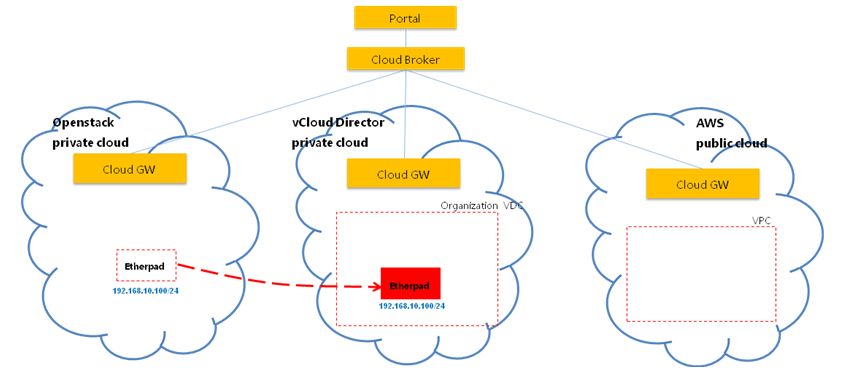 Portal
Cloud Broker
Openstack
private cloud
vCloud Director
private cloud
AWS
public cloud
Cloud GW
Cloud GW
Cloud GW
Organization VDC
VPC
Etherpad
192.168.10.100/24
Etherpad
192.168.10.100/24